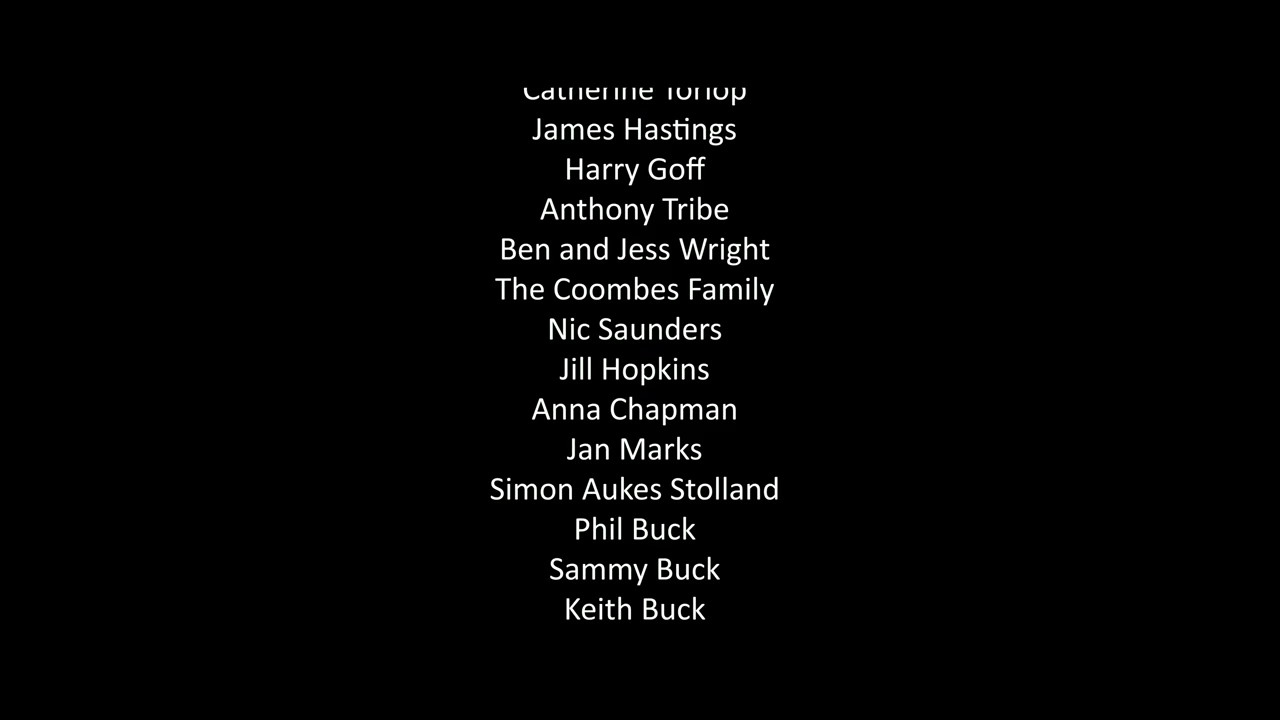 Catherine
James Hastings
Harry Goff
Anthony Tribe
Ben and Jess Wright
The Coombes Family
Nic Saunders
Jill Hopkins
Anna Chapman
Jan Marks
Simon Aukes Stolland
Phil Buck
Sammy Buck
Keith Buck